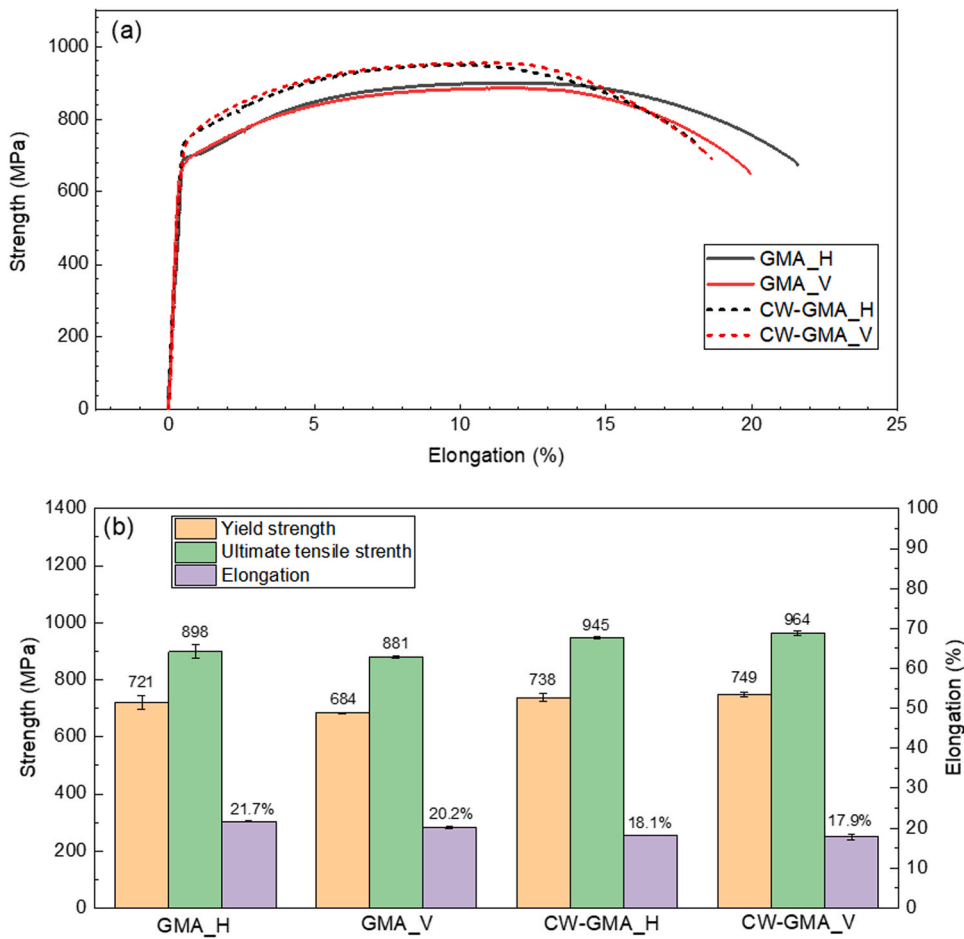 (a)
1000
800
600
400
200
0
Strength (MPa)
0 5 10 15 20 25
Elongation (%)
GMA_H
GMA_V
CW-GMA_H
CW-GMA_V
(b)
Yield strength
Ultimate tensile strenth
Elongation
1400
1200
1000
800
600
400
200
0
Strength (MPa)
721 898 21.7%
684 881 20.2%
738 945 18.1%
749 964 17.9%
GMA_H GMA_V CW-GMA_H CW-GMA_V
100
90
80
70
60
50
40
30
20
10
0
Elongation (%)